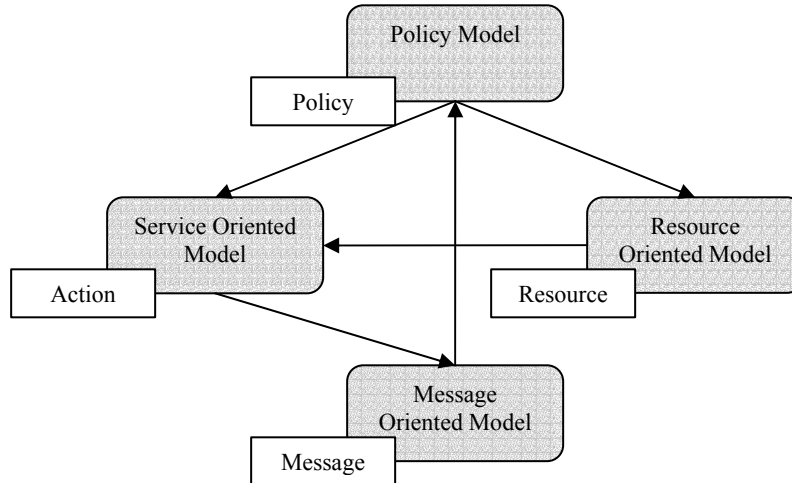 Policy Model
Policy
Service Oriented
Model
Action
Resource
Oriented Model
Resource
Message
Oriented Model
Message